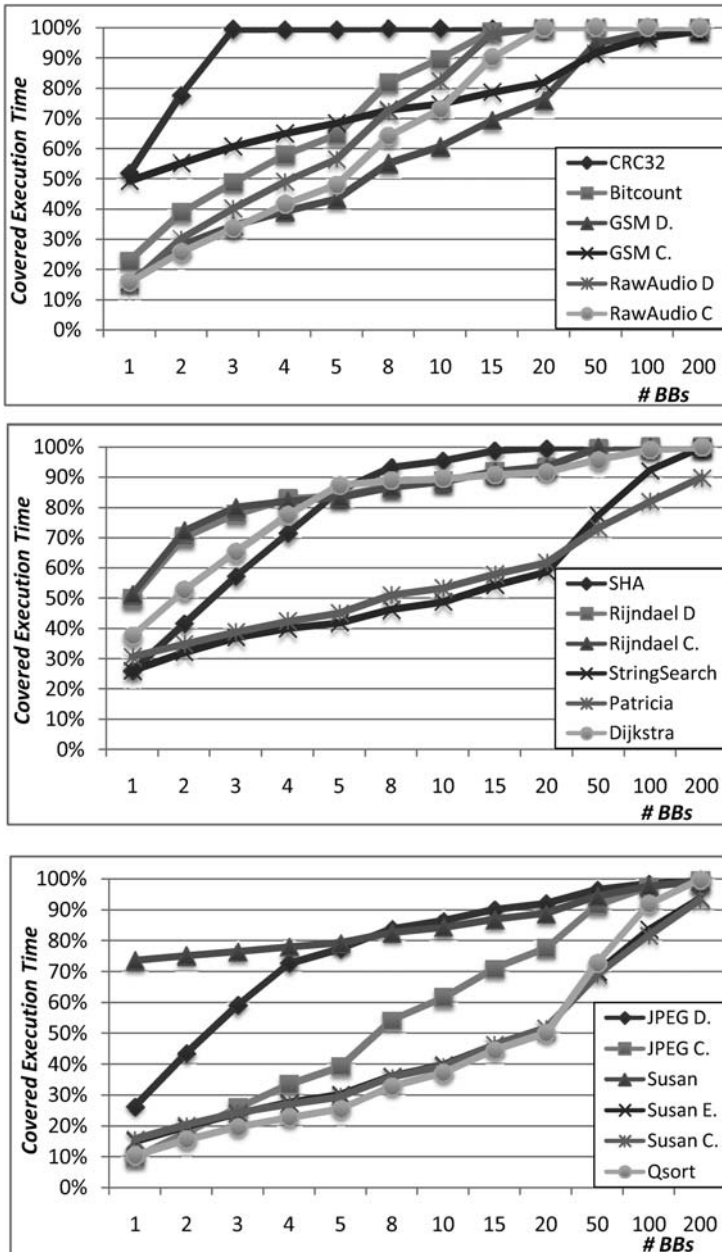 100%
90%
80%
70%
60%
50%
40%
30%
20%
10%
0%
Covered Execution Time
1 2 3 4 5 8 10 15 20 50 100 200
# BBs
CRC32
Bitcount
GSM D.
GSM C.
RawAudio D
RawAudio C
100%
90%
80%
70%
60%
50%
40%
30%
20%
10%
0%
Covered Execution Time
1 2 3 4 5 8 10 15 20 50 100 200
# BBs
SHA
Rijndael D
Rijndael C.
StringSearch
Patricia
Dijkstra
100%
90%
80%
70%
60%
50%
40%
30%
20%
10%
0%
Covered Execution Time
1 2 3 4 5 8 10 15 20 50 100 200
# BBs
JPEG D.
JPEG C.
Susan
Susan E.
Susan C.
Qsort